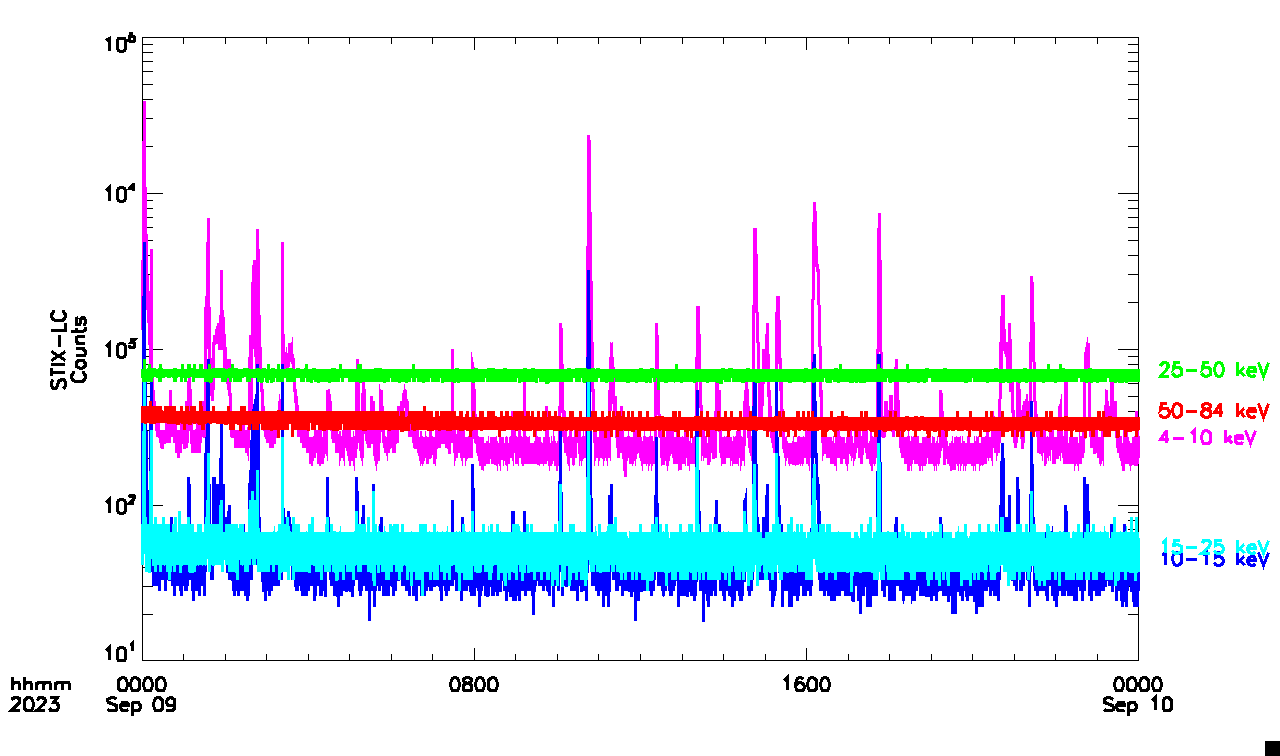 10⁵
10⁴
10³
10²
10¹
STIX-LC
Counts
25-50 keV
50-84 keV
4-10 keV
15-25 keV
10-15 keV
hhmm 0000 0800 1600 0000
2023 Sep 09 Sep 10